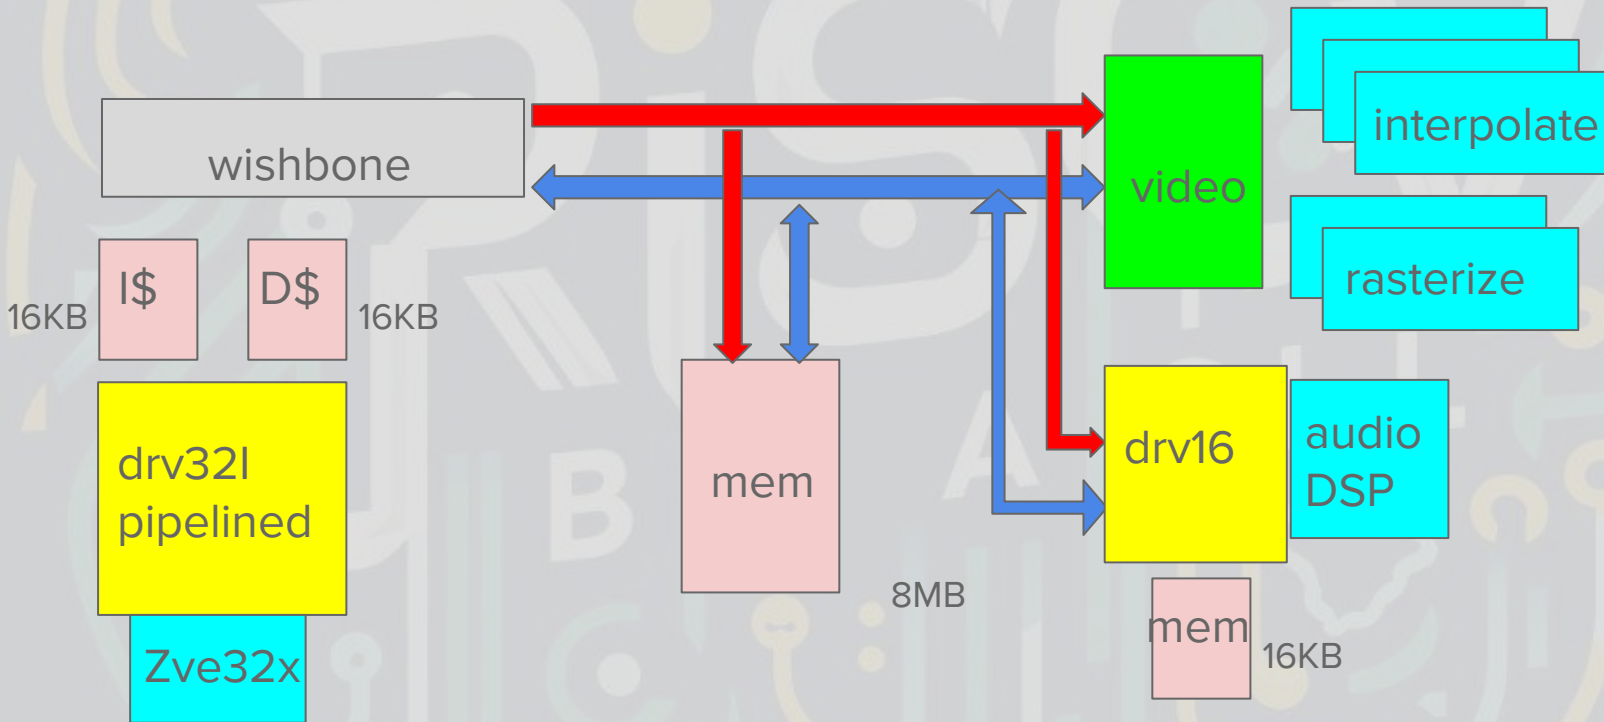 wishbone
video
interpolate
rasterize
16KB
I$
D$
16KB
drv32I
pipelined
Zve32x
mem
8MB
drv16
audio
DSP
mem
16KB
B
A